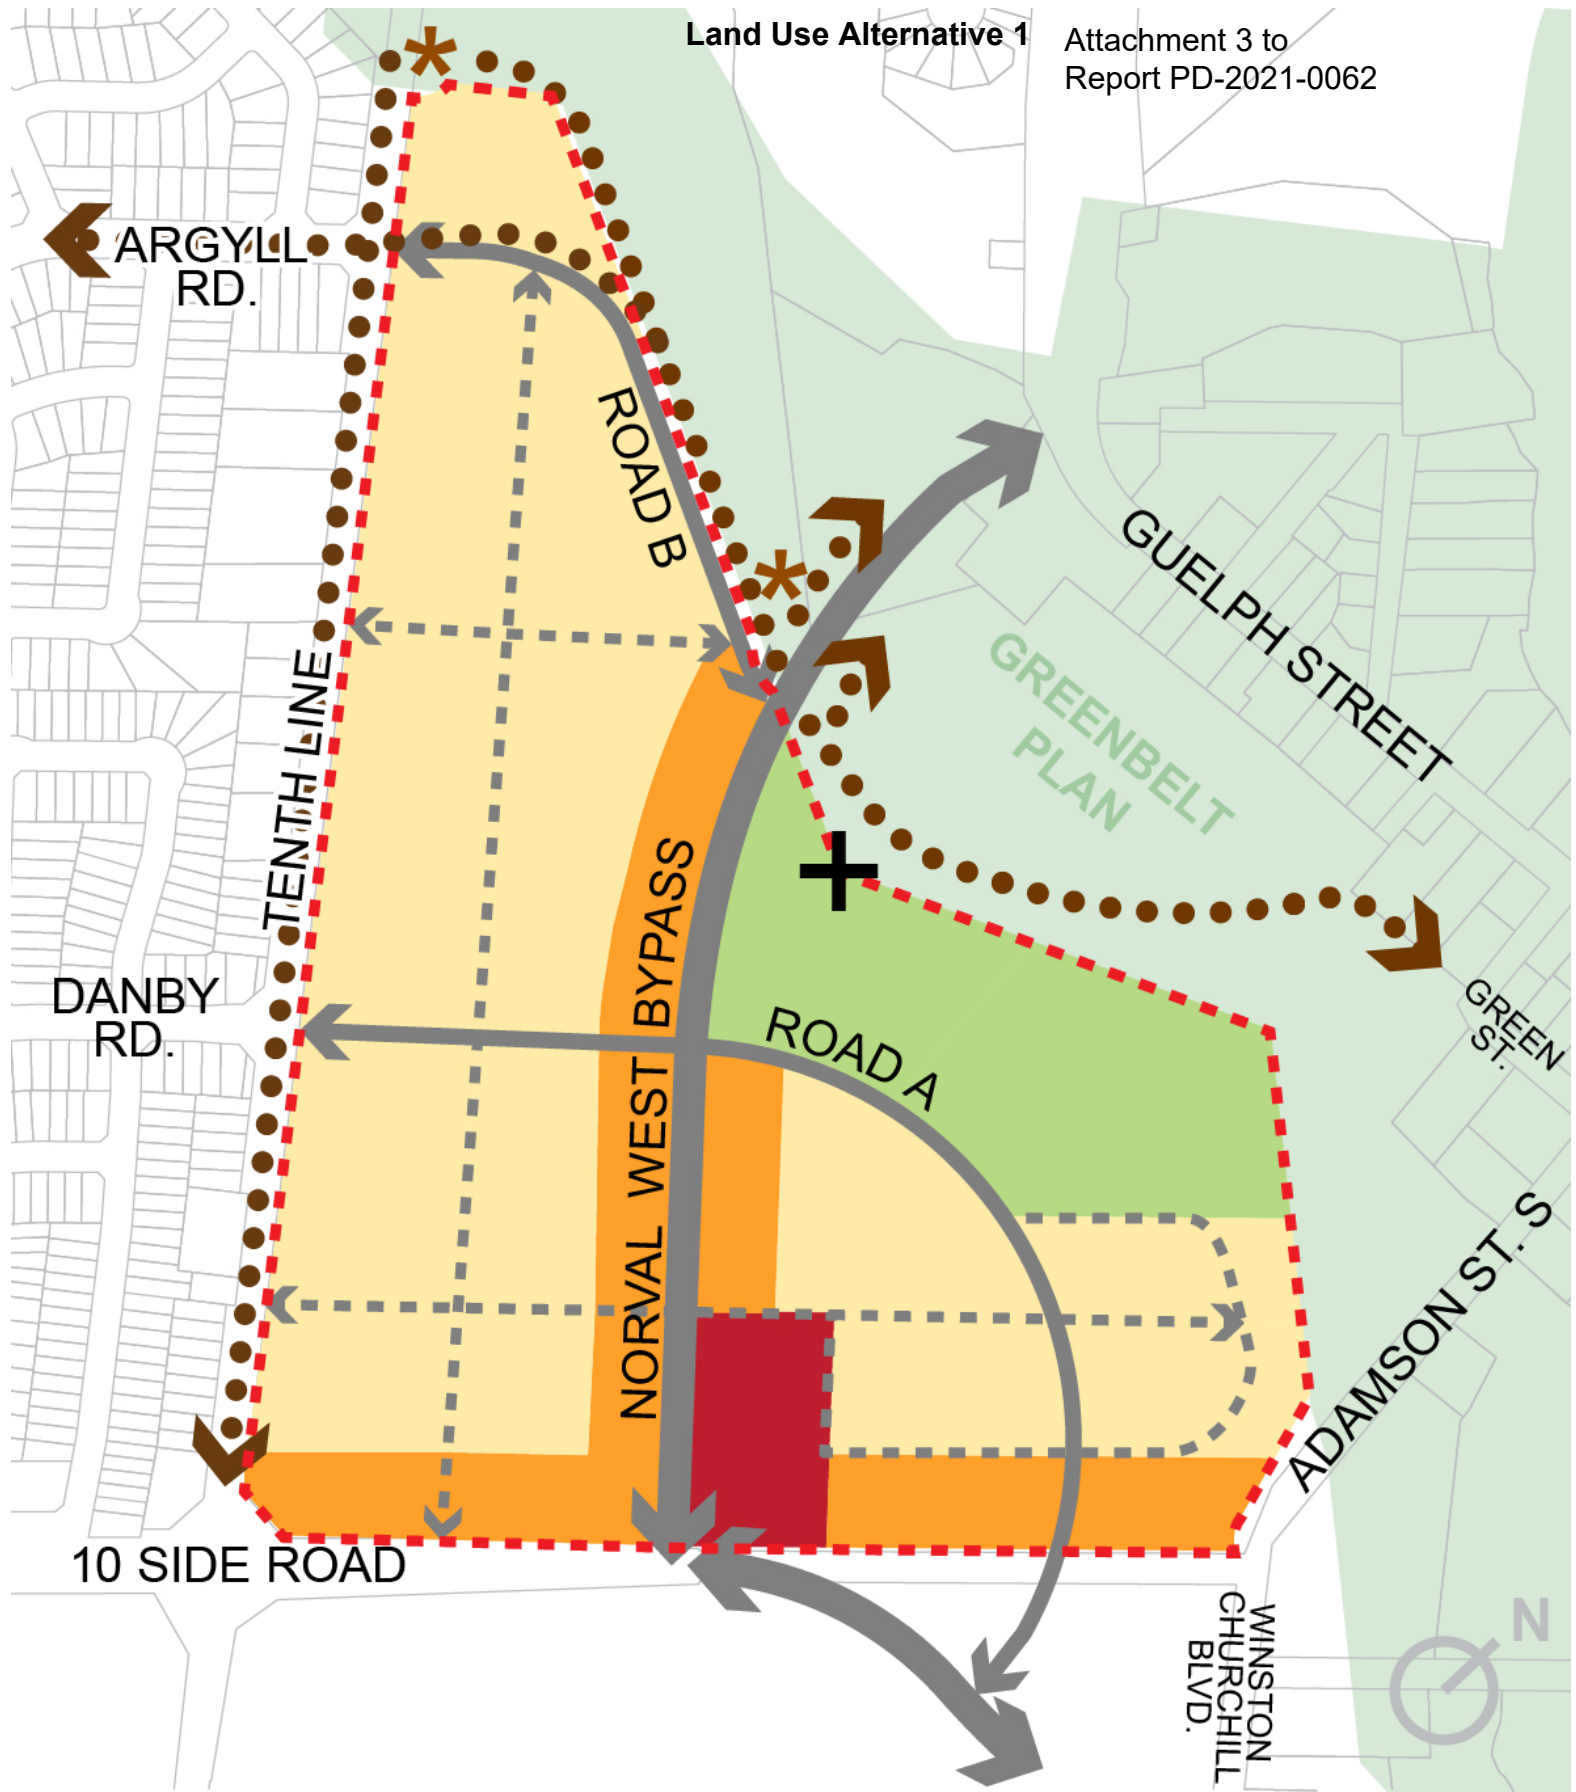 Land Use Alternative 1
Attachment 3 to
Report PD-2021-0062
ARGYLL
RD.
ROAD B
GUELPH STREET
GREENBELT
PLAN
TENTH LINE
NORVAL WEST BYPASS
DANBY
RD.
ROAD A
GREEN
ST.
ADAMSON ST. S
10 SIDE ROAD
WINSTON
CHURCHILL
BLVD.
N